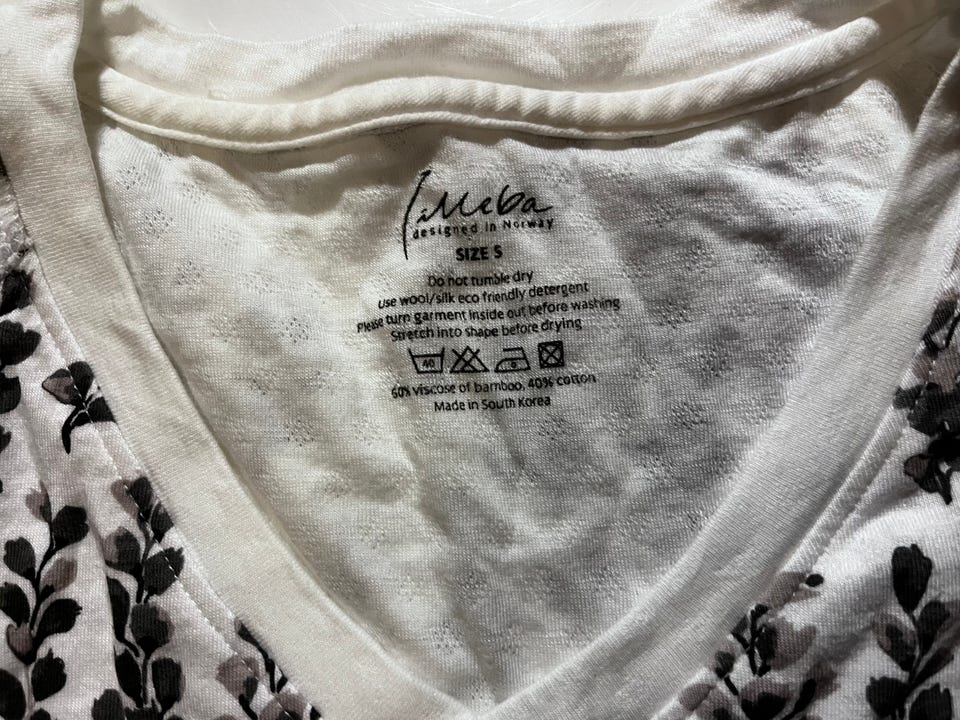 iMeba
designed in Norway
SIZE S
Do not tumble dry
Use wool/silk eco friendly detergent
Please turn garment inside out before washing
Stretch into shape before drying
40
60% viscose of bamboo, 40% cotton
Made in South Korea